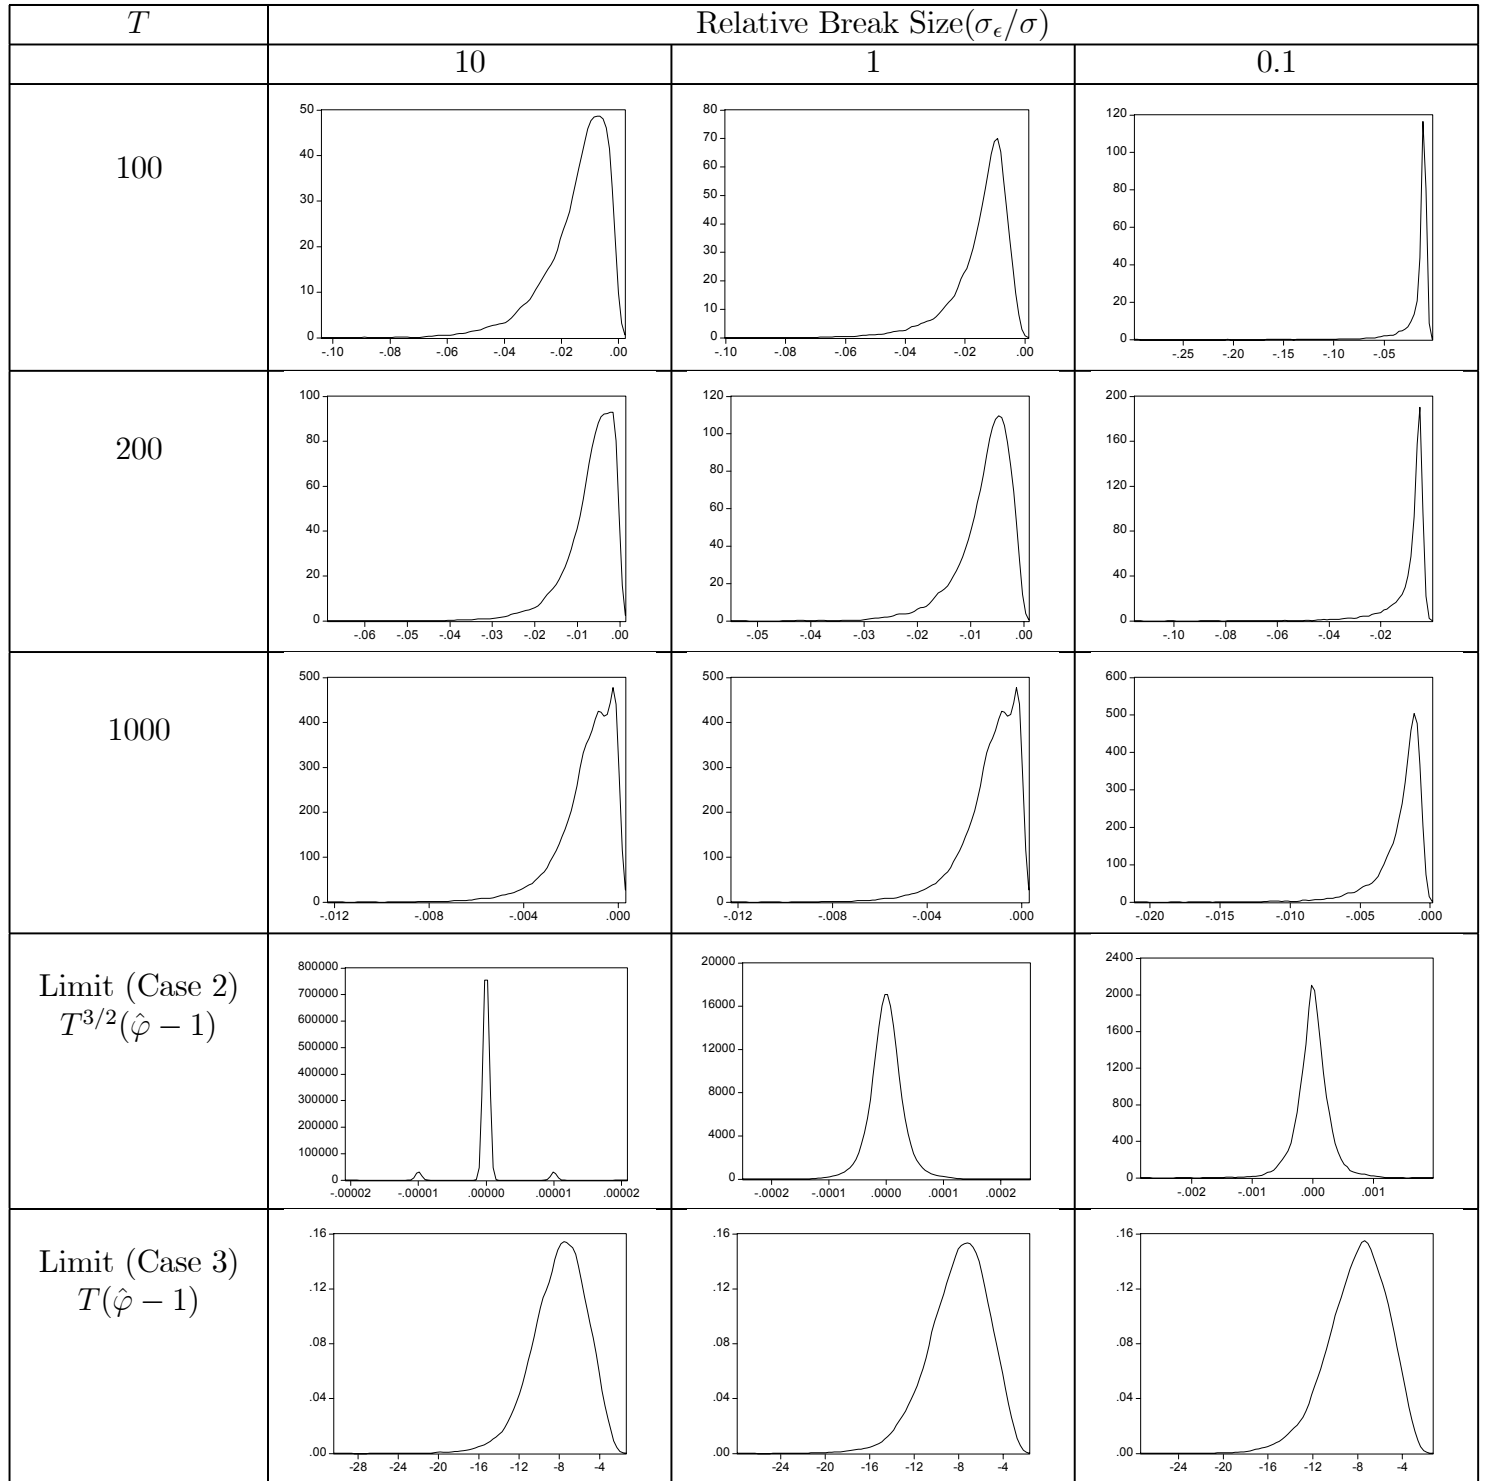 T Relative Break Size(σ_ϵ/σ)
10 1 0.1
100
50 40 30 20 10 0
-.10 -.08 -.06 -.04 -.02 .00
80 70 60 50 40 30 20 10 0
-.10 -.08 -.06 -.04 -.02 .00
120 100 80 60 40 20 0
-.25 -.20 -.15 -.10 -.05
200
100 80 60 40 20 0
-.06 -.05 -.04 -.03 -.02 -.01 .00
120 100 80 60 40 20 0
-.05 -.04 -.03 -.02 -.01 .00
200 160 120 80 40 0
-.10 -.08 -.06 -.04 -.02
1000
500 400 300 200 100 0
-.012 -.008 -.004 .000
500 400 300 200 100 0
-.012 -.008 -.004 .000
600 500 400 300 200 100 0
-.020 -.015 -.010 -.005 .000
Limit (Case 2)
T^{3/2}(φ̂ − 1)
800000 700000 600000 500000 400000 300000 200000 100000 0
-.00002 -.00001 .00000 .00001 .00002
20000 16000 12000 8000 4000 0
-.0002 -.0001 .0000 .0001 .0002
2400 2000 1600 1200 800 400 0
-.002 -.001 .000 .001
Limit (Case 3)
T(φ̂ − 1)
.16 .12 .08 .04 .00
-28 -24 -20 -16 -12 -8 -4
.16 .12 .08 .04 .00
-24 -20 -16 -12 -8 -4
.16 .12 .08 .04 .00
-24 -20 -16 -12 -8 -4